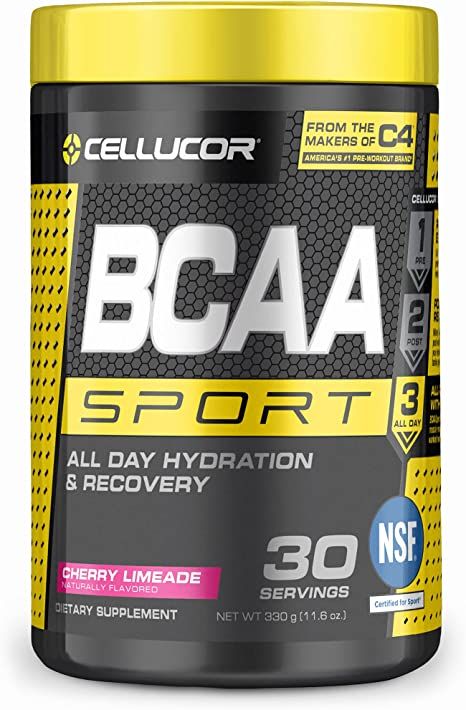 CELLUCOR®
FROM THE
MAKERS OF C4®
AMERICA'S #1 PRE-WORKOUT BRAND*
BCAA
SPORT
ALL DAY HYDRATION
& RECOVERY
CHERRY LIMEADE
NATURALLY FLAVORED
DIETARY SUPPLEMENT
30
SERVINGS
NET WT 330 g (11.6 oz.)
CELLUCOR
1
PRE
2
POST
3
ALL DAY
NSF®
Certified for Sport®